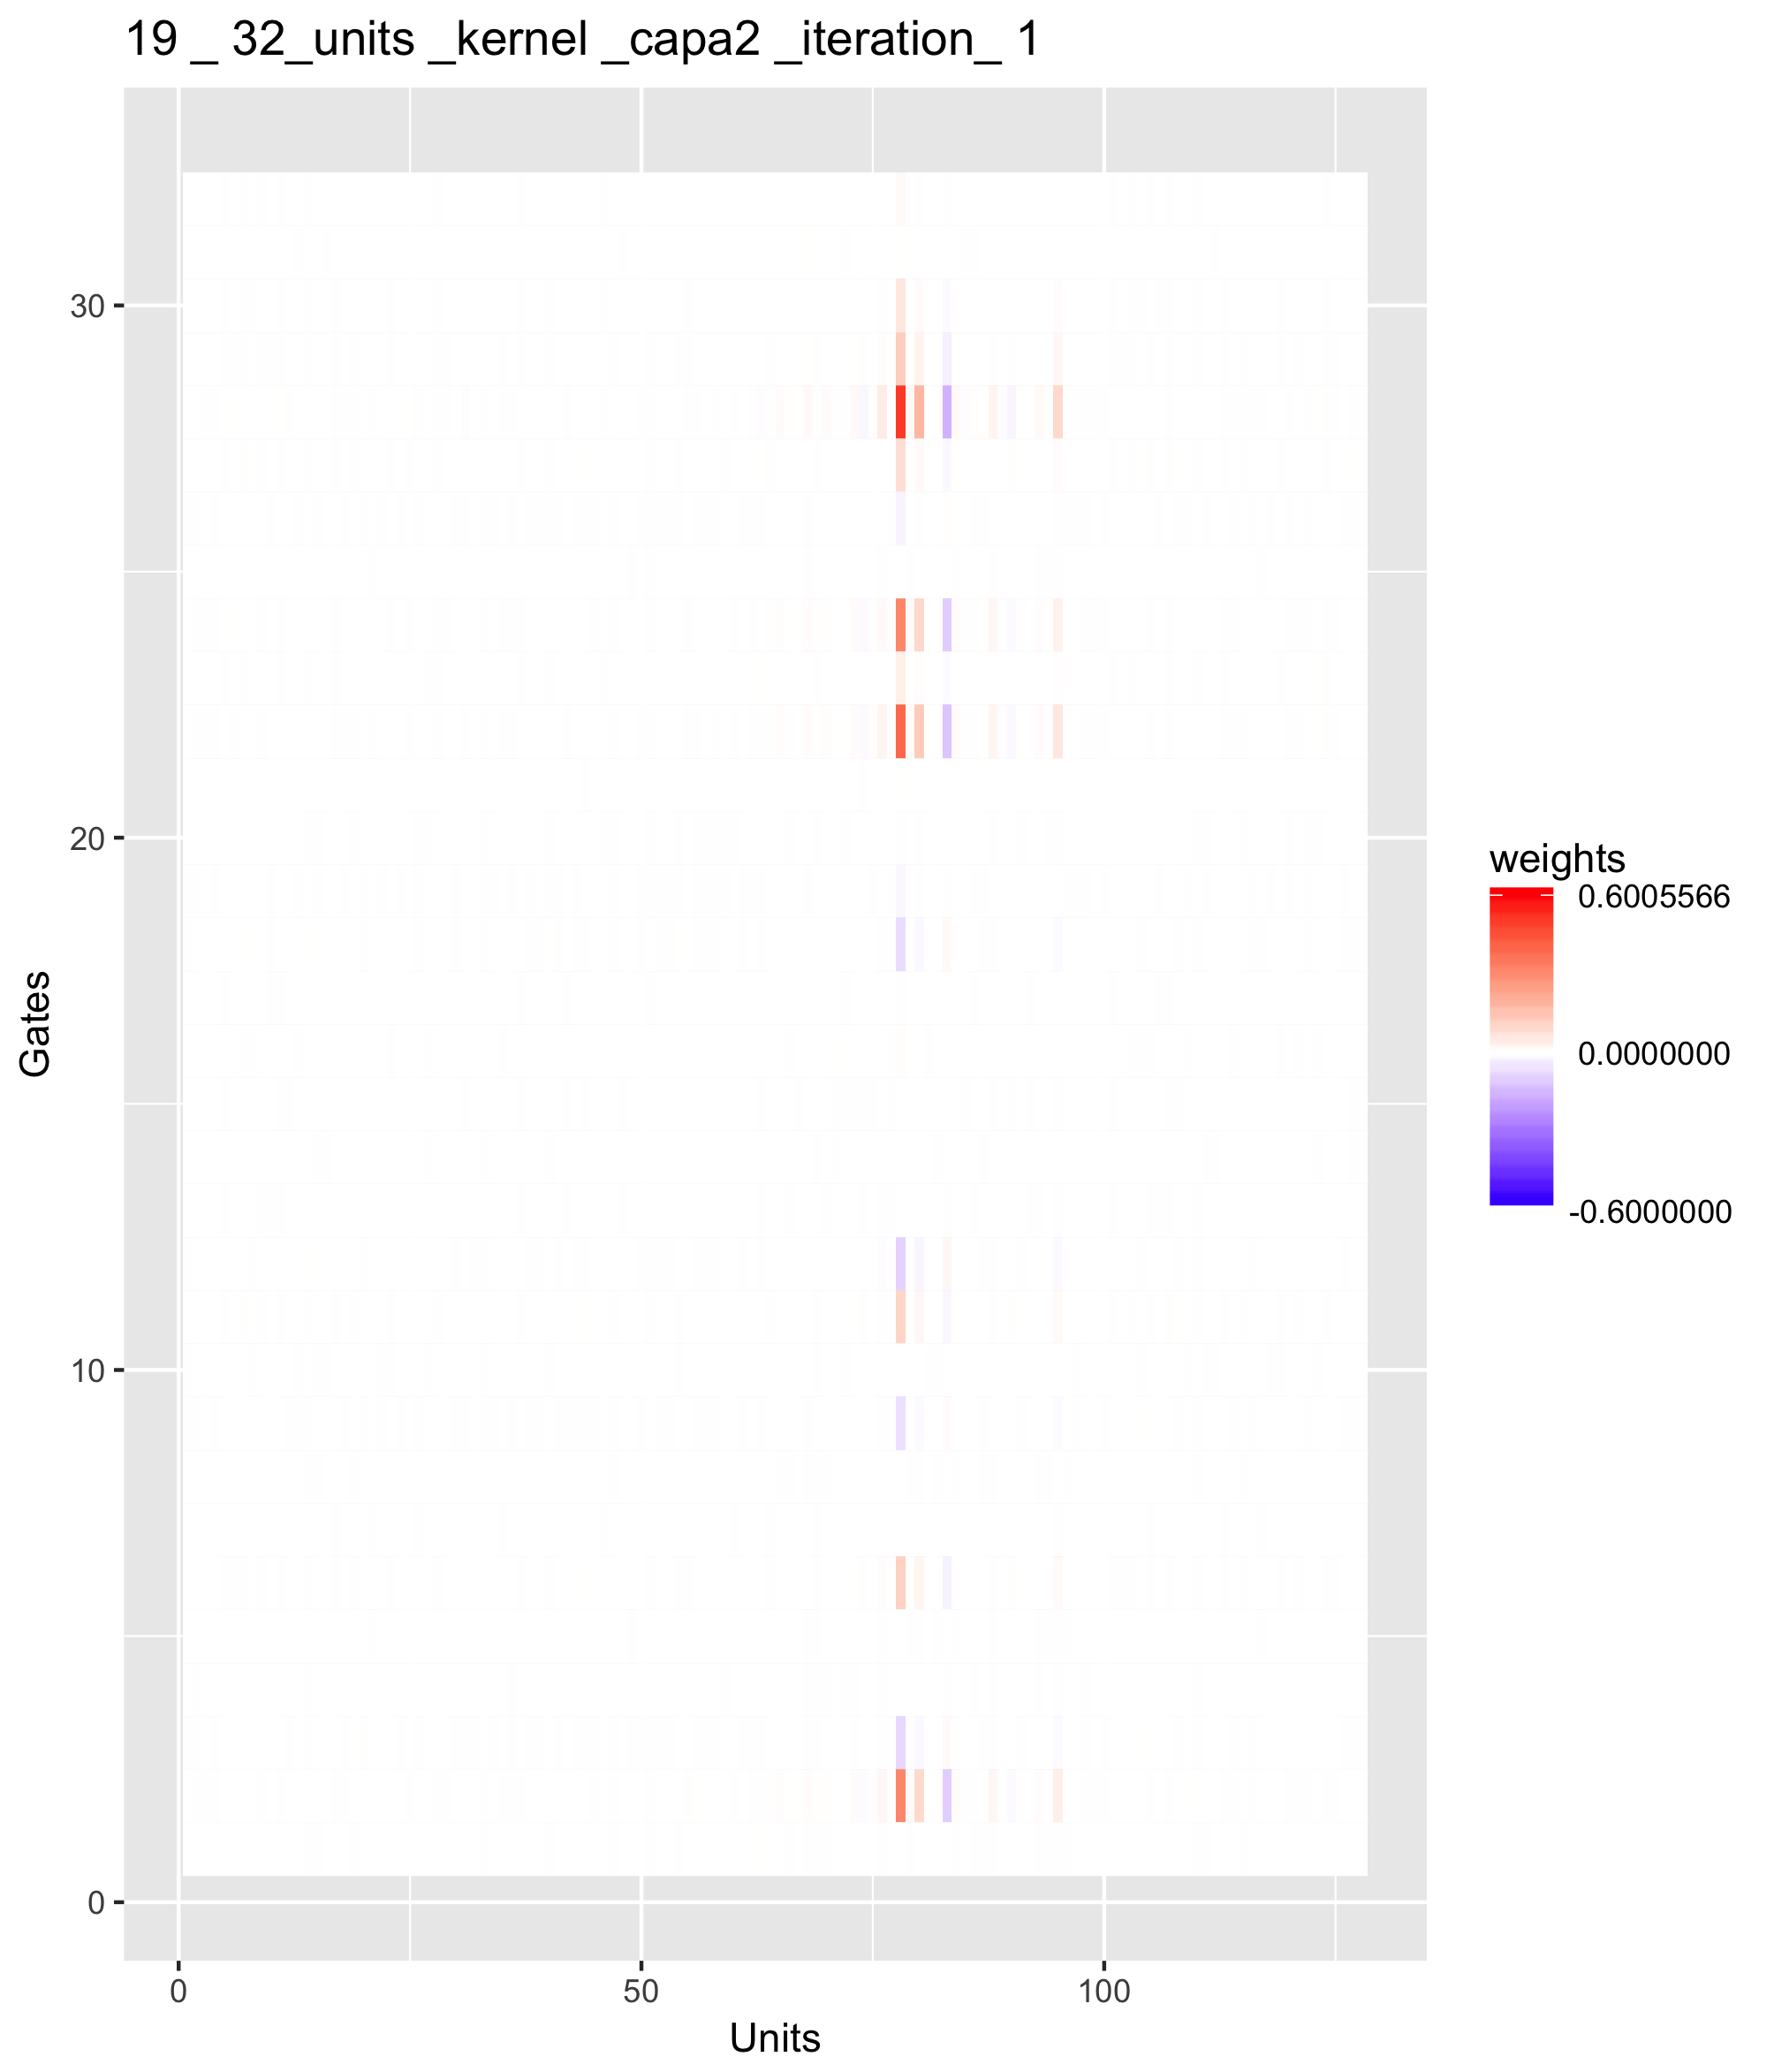 19 _ 32_units _kernel _capa2 _iteration_ 1
30
20
10
0
Gates
0
50
100
Units
weights
0.6005566
0.0000000
-0.6000000